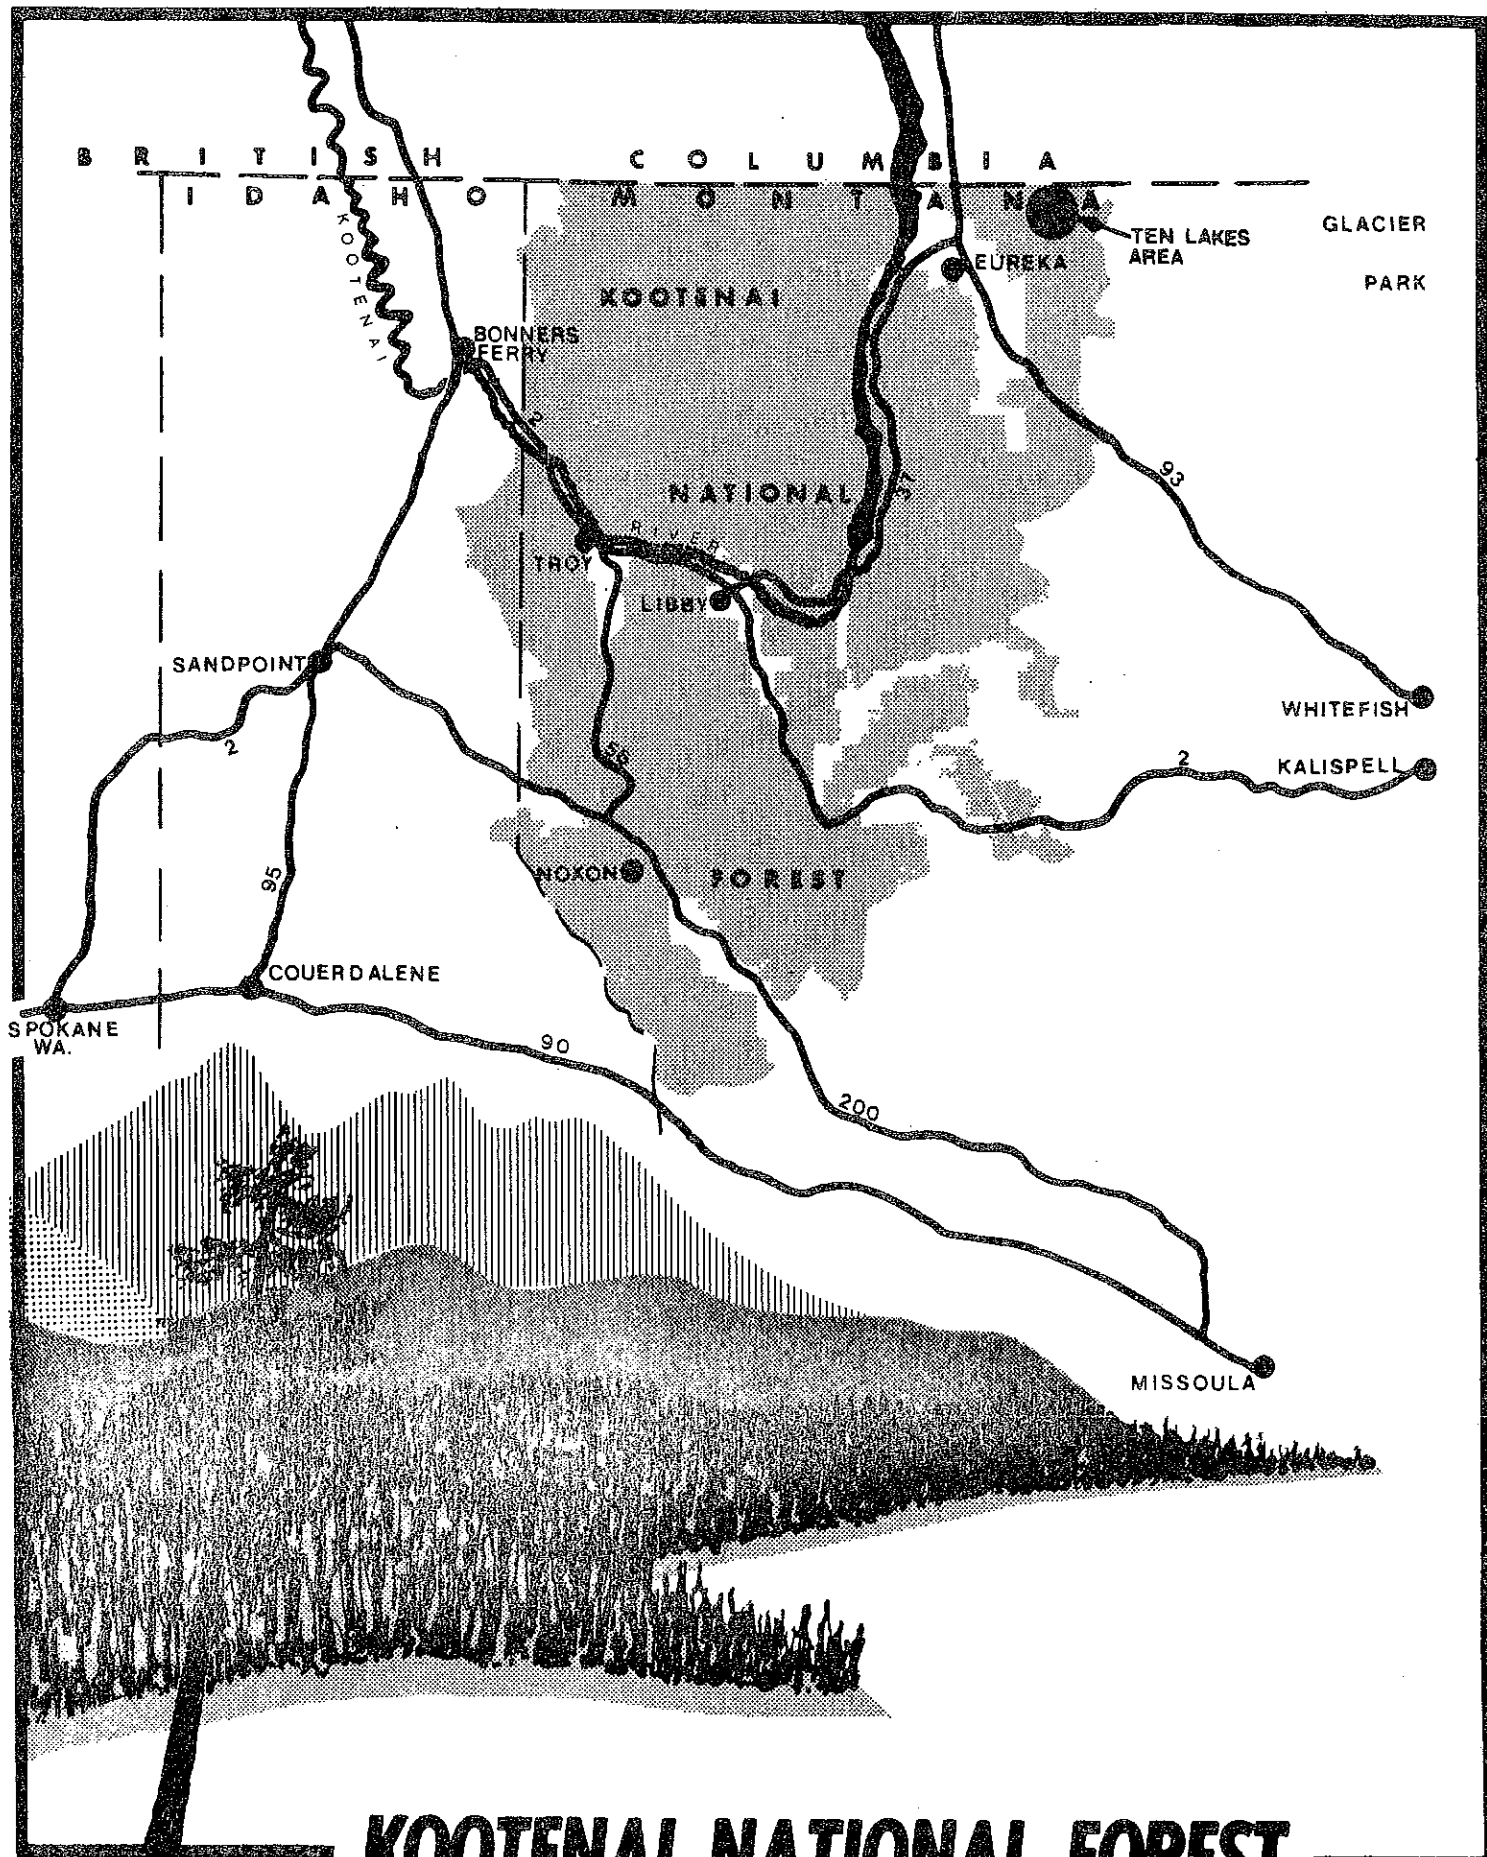 BRITISH COLUMBIA
IDAHO MONTANA
KOOTENAI
GLACIER
PARK
TEN LAKES
AREA
EUREKA
KOOTENAI
BONNERS
FERRY
2
NATIONAL
37
93
RIVER
TROY
LIBBY
SANDPOINT
WHITEFISH
2
56
2
KALISPELL
95
NOXON
FOREST
COUERDALENE
SPOKANE
WA.
90
200
MISSOULA
KOOTENAI NATIONAL FOREST